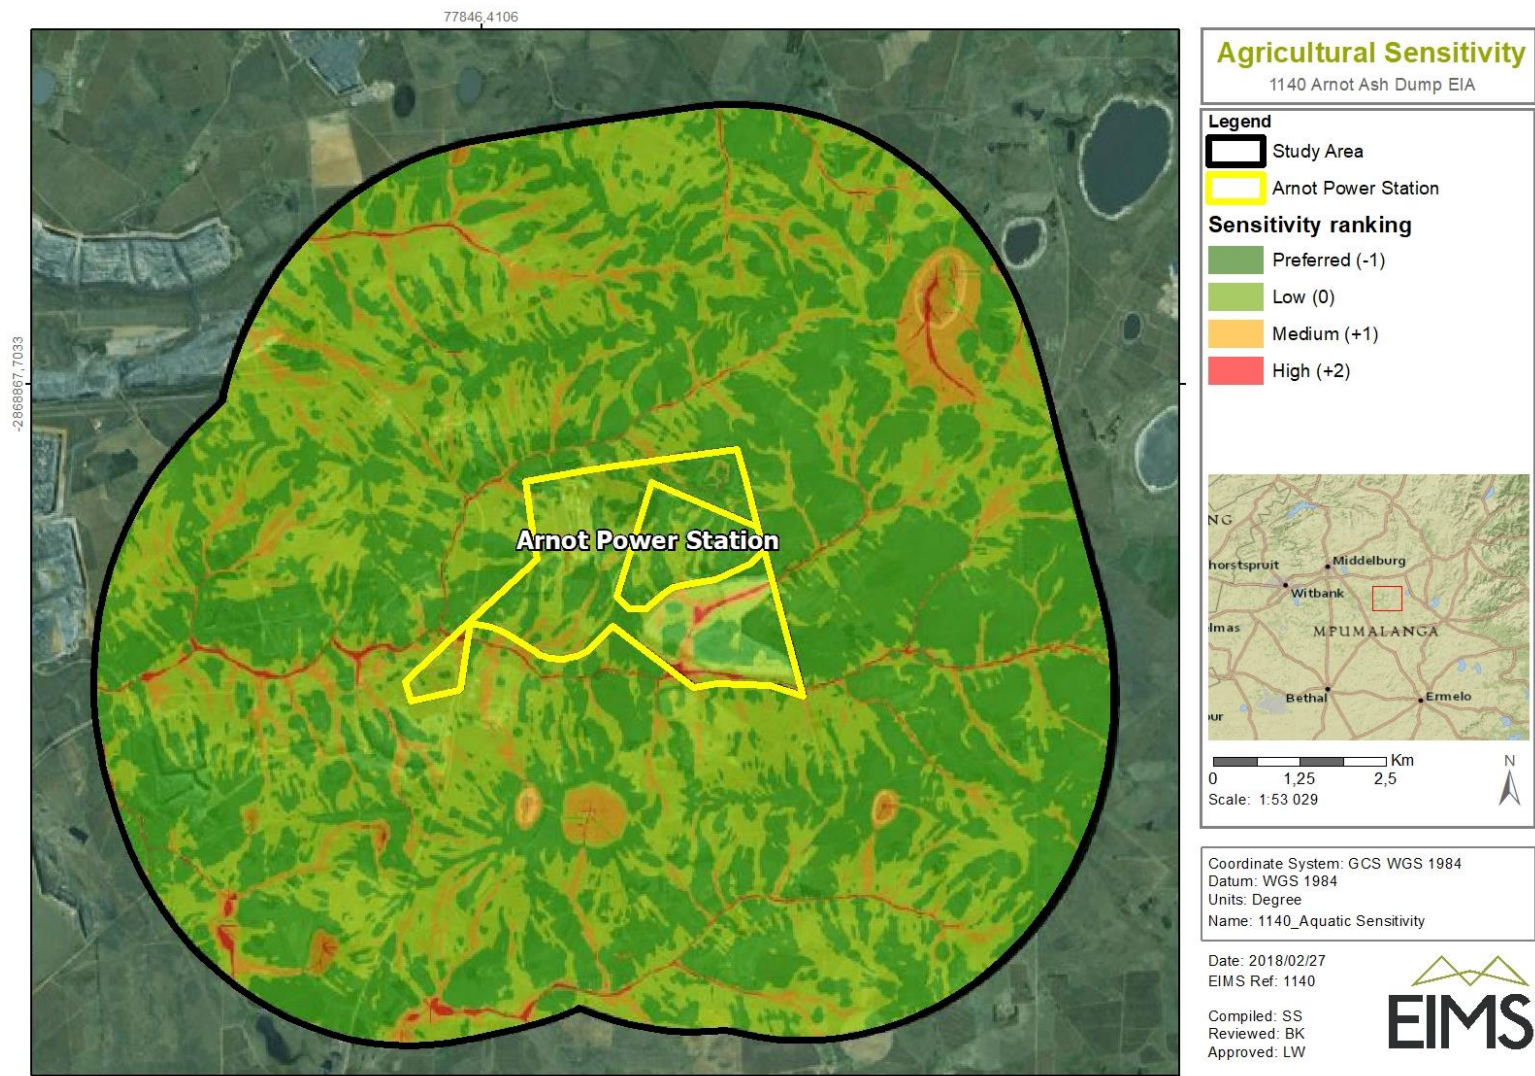 77846,4106
-2868867,7033
Arnot Power Station
Agricultural Sensitivity
1140 Arnot Ash Dump EIA
Legend
Study Area
Arnot Power Station
Sensitivity ranking
Preferred (-1)
Low (0)
Medium (+1)
High (+2)
NG
Middelburg
horstspruit
Witbank
lmas
MPUMALANGA
Bethal
Ermelo
ur
Km
0 1,25 2,5
Scale: 1:53 029
N
Coordinate System: GCS WGS 1984
Datum: WGS 1984
Units: Degree
Name: 1140_Aquatic Sensitivity
Date: 2018/02/27
EIMS Ref: 1140
Compiled: SS
Reviewed: BK
Approved: LW
EIMS